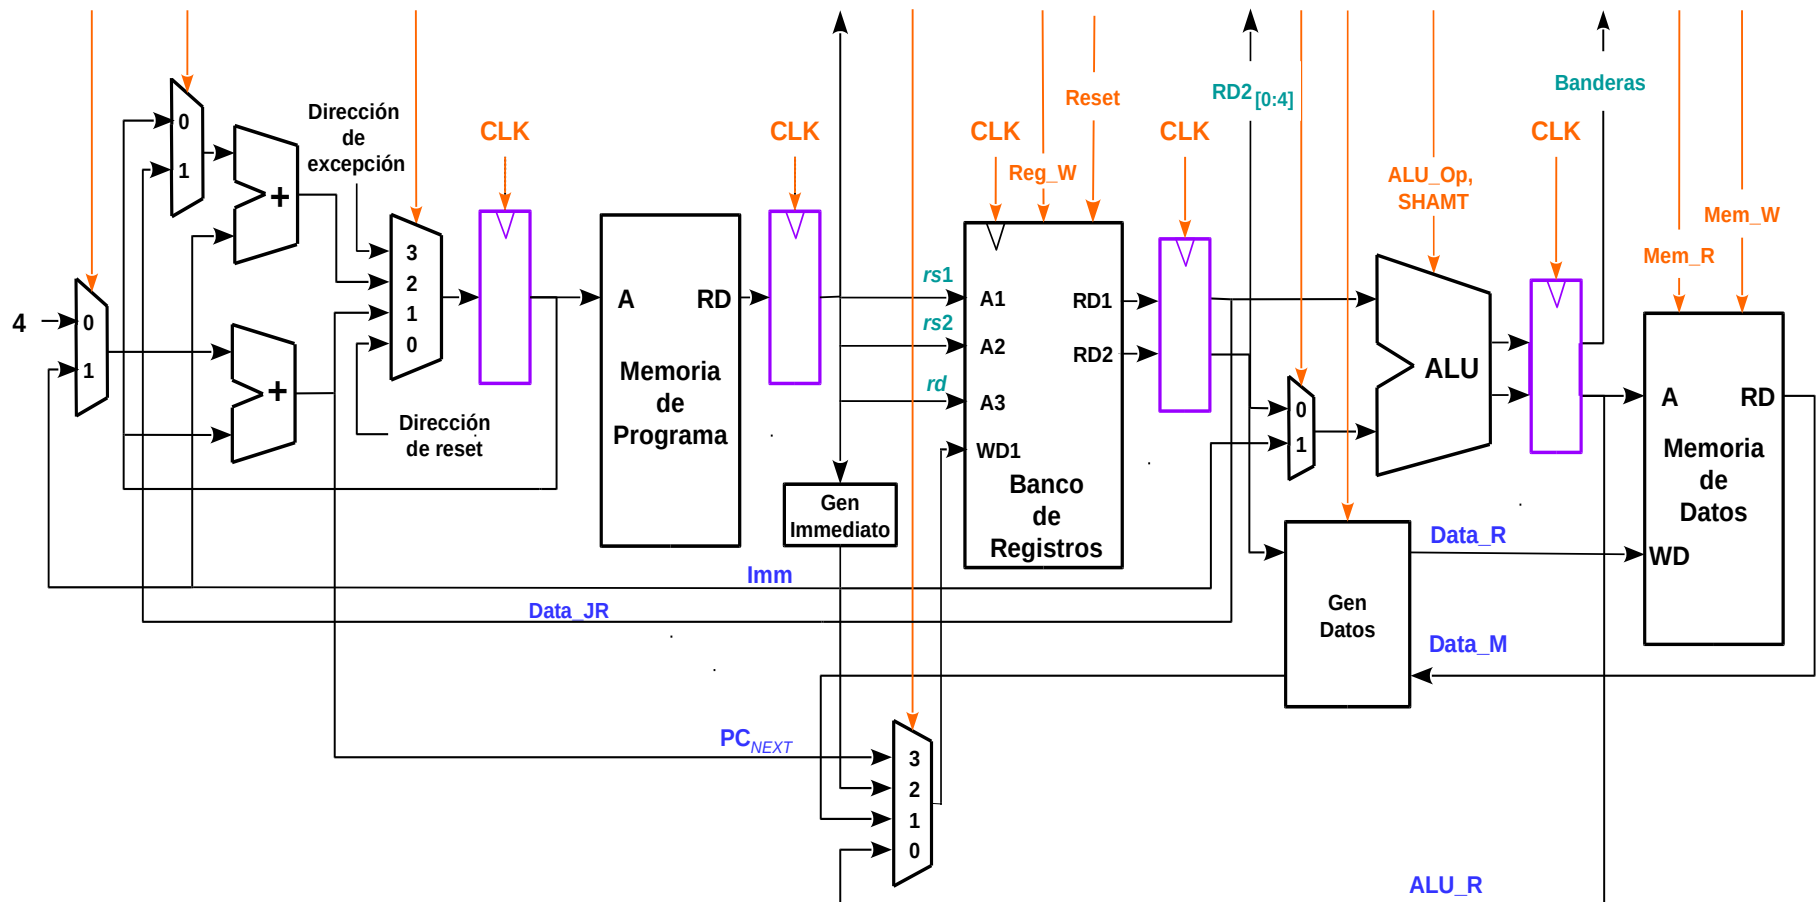 Dirección
de
excepción
CLK
CLK
CLK
Reg_W
Reset
CLK
RD2[0:4]
ALU_Op,
SHAMT
CLK
Banderas
Mem_R
Mem_W
0
1
+
3
2
1
0
4
0
1
+
Dirección
de reset
A
RD
Memoria
de
Programa
rs1
rs2
rd
A1
A2
A3
WD1
RD1
RD2
Banco
de
Registros
Gen
Immediato
0
1
ALU
A
RD
Memoria
de
Datos
WD
Data_R
Gen
Datos
Data_M
Imm
Data_JR
PCNEXT
3
2
1
0
ALU_R